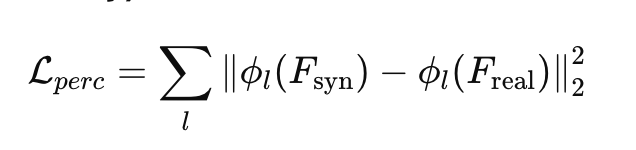 $$\mathcal{L}_{perc} = \sum_{l} \|\phi_l(F_{\text{syn}}) - \phi_l(F_{\text{real}})\|_2^2$$